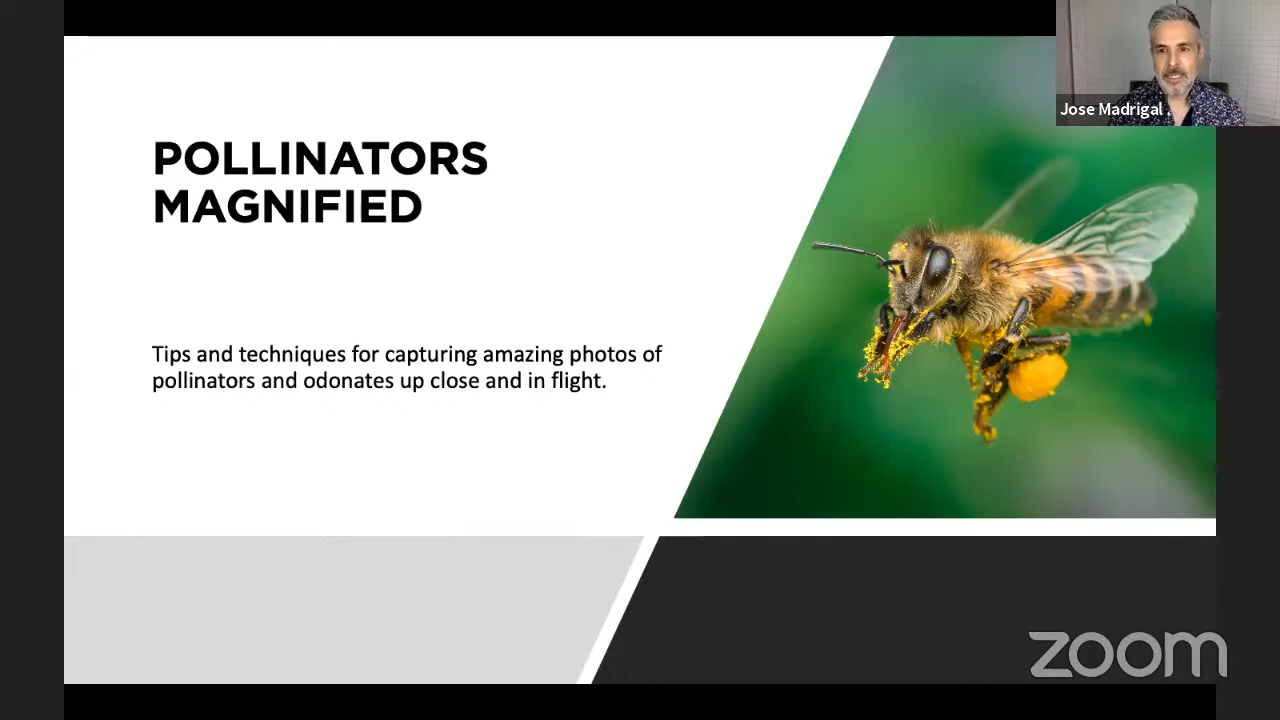 POLLINATORS
MAGNIFIED
Tips and techniques for capturing amazing photos of
pollinators and odonates up close and in flight.
Jose Madrigal
zoom